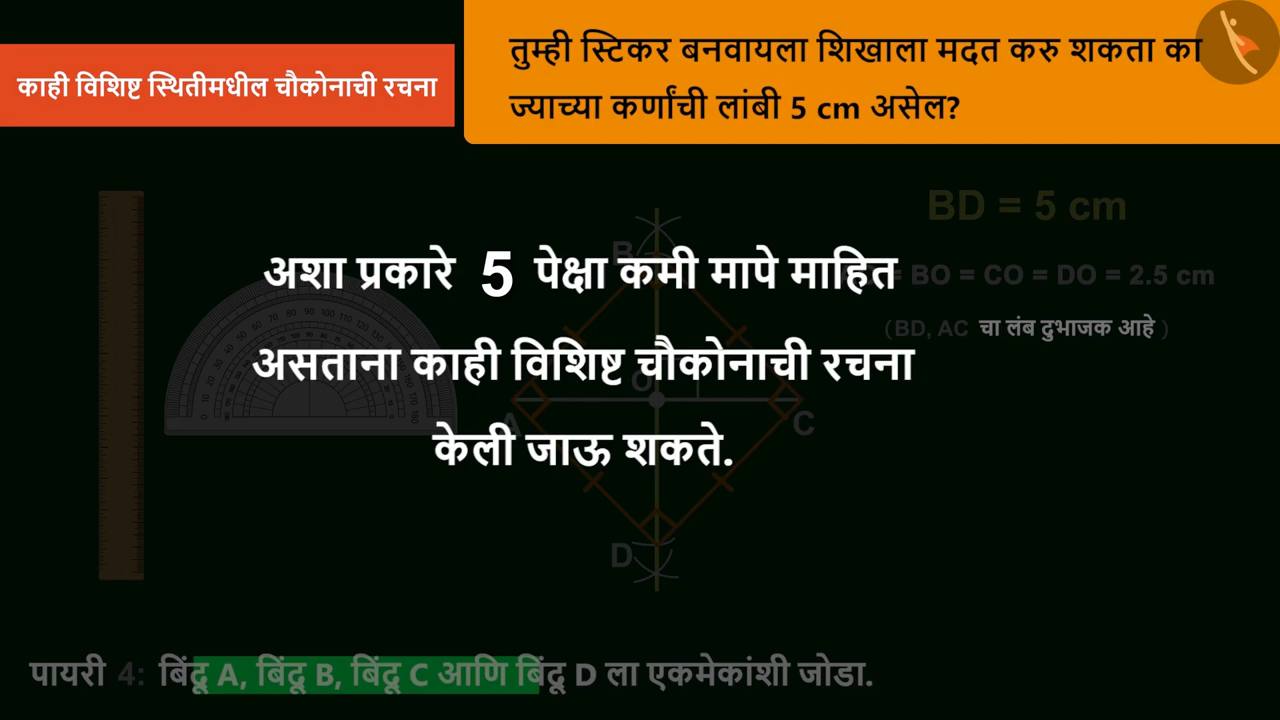 काही विशिष्ट स्थितीमधील चौकोनाची रचना
तुम्ही स्टिकर बनवायला शिखाला मदत करु शकता का
ज्याच्या कर्णांची लांबी 5 cm असेल?
BD = 5 cm
= BO = CO = DO = 2.5 cm
(BD, AC चा लंब दुभाजक आहे )
अशा प्रकारे 5 पेक्षा कमी मापे माहित
असताना काही विशिष्ट चौकोनाची रचना
केली जाऊ शकते.
B
O
A
C
D
पायरी 4: बिंदू A, बिंदू B, बिंदू C आणि बिंदू D ला एकमेकांशी जोडा.